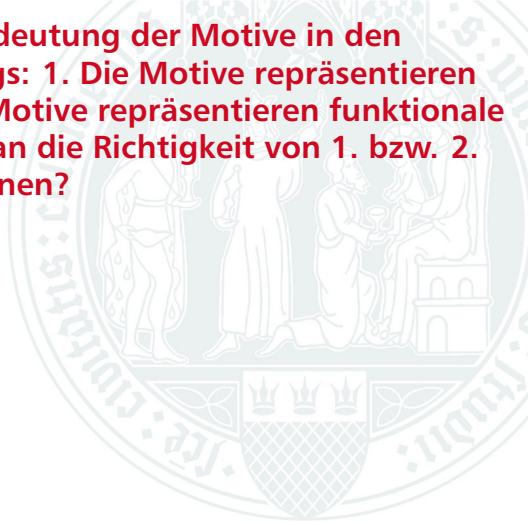 deutung der Motive in den
gs: 1. Die Motive repräsentieren
Motive repräsentieren funktionale
an die Richtigkeit von 1. bzw. 2.
nen?